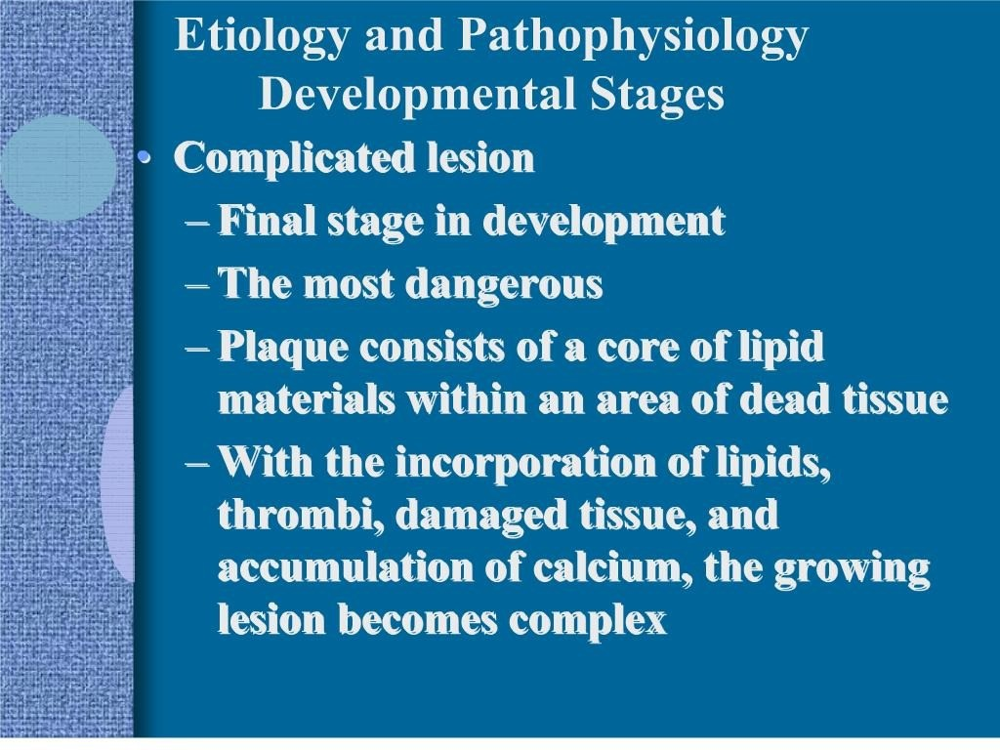 Etiology and Pathophysiology
Developmental Stages
• Complicated lesion
– Final stage in development
– The most dangerous
– Plaque consists of a core of lipid
materials within an area of dead tissue
– With the incorporation of lipids,
thrombi, damaged tissue, and
accumulation of calcium, the growing
lesion becomes complex